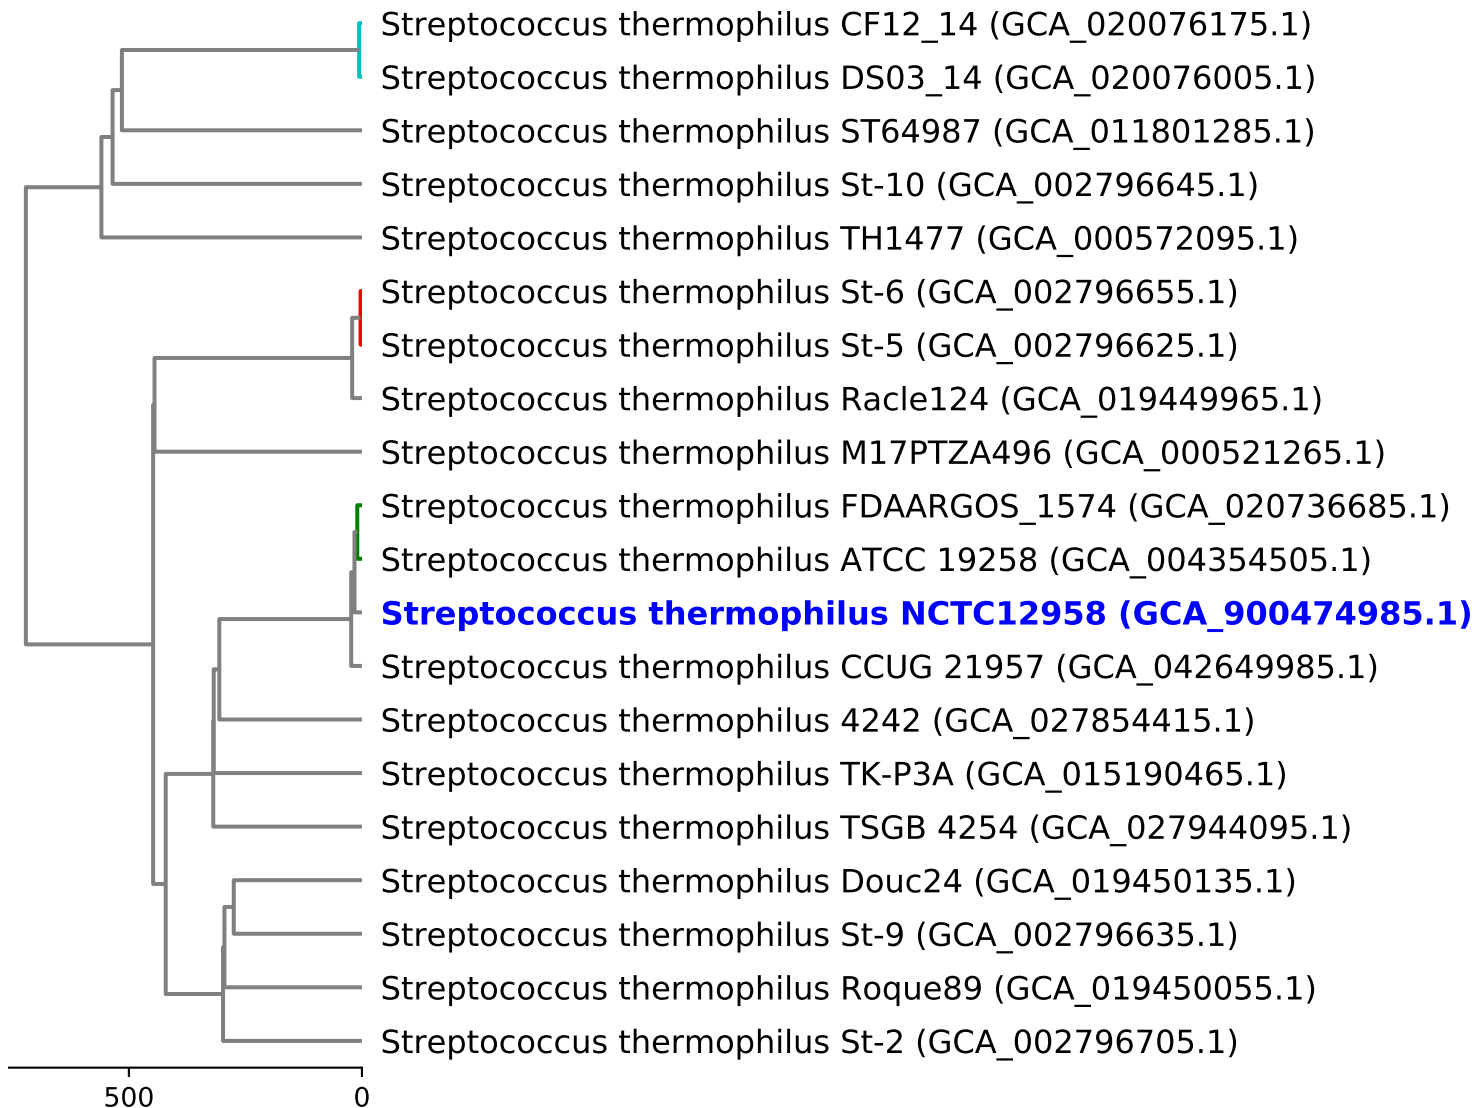 Streptococcus thermophilus CF12_14 (GCA_020076175.1)
Streptococcus thermophilus DS03_14 (GCA_020076005.1)
Streptococcus thermophilus ST64987 (GCA_011801285.1)
Streptococcus thermophilus St-10 (GCA_002796645.1)
Streptococcus thermophilus TH1477 (GCA_000572095.1)
Streptococcus thermophilus St-6 (GCA_002796655.1)
Streptococcus thermophilus St-5 (GCA_002796625.1)
Streptococcus thermophilus Racle124 (GCA_019449965.1)
Streptococcus thermophilus M17PTZA496 (GCA_000521265.1)
Streptococcus thermophilus FDAARGOS_1574 (GCA_020736685.1)
Streptococcus thermophilus ATCC 19258 (GCA_004354505.1)
Streptococcus thermophilus NCTC12958 (GCA_900474985.1)
Streptococcus thermophilus CCUG 21957 (GCA_042649985.1)
Streptococcus thermophilus 4242 (GCA_027854415.1)
Streptococcus thermophilus TK-P3A (GCA_015190465.1)
Streptococcus thermophilus TSGB 4254 (GCA_027944095.1)
Streptococcus thermophilus Douc24 (GCA_019450135.1)
Streptococcus thermophilus St-9 (GCA_002796635.1)
Streptococcus thermophilus Roque89 (GCA_019450055.1)
Streptococcus thermophilus St-2 (GCA_002796705.1)
500 0